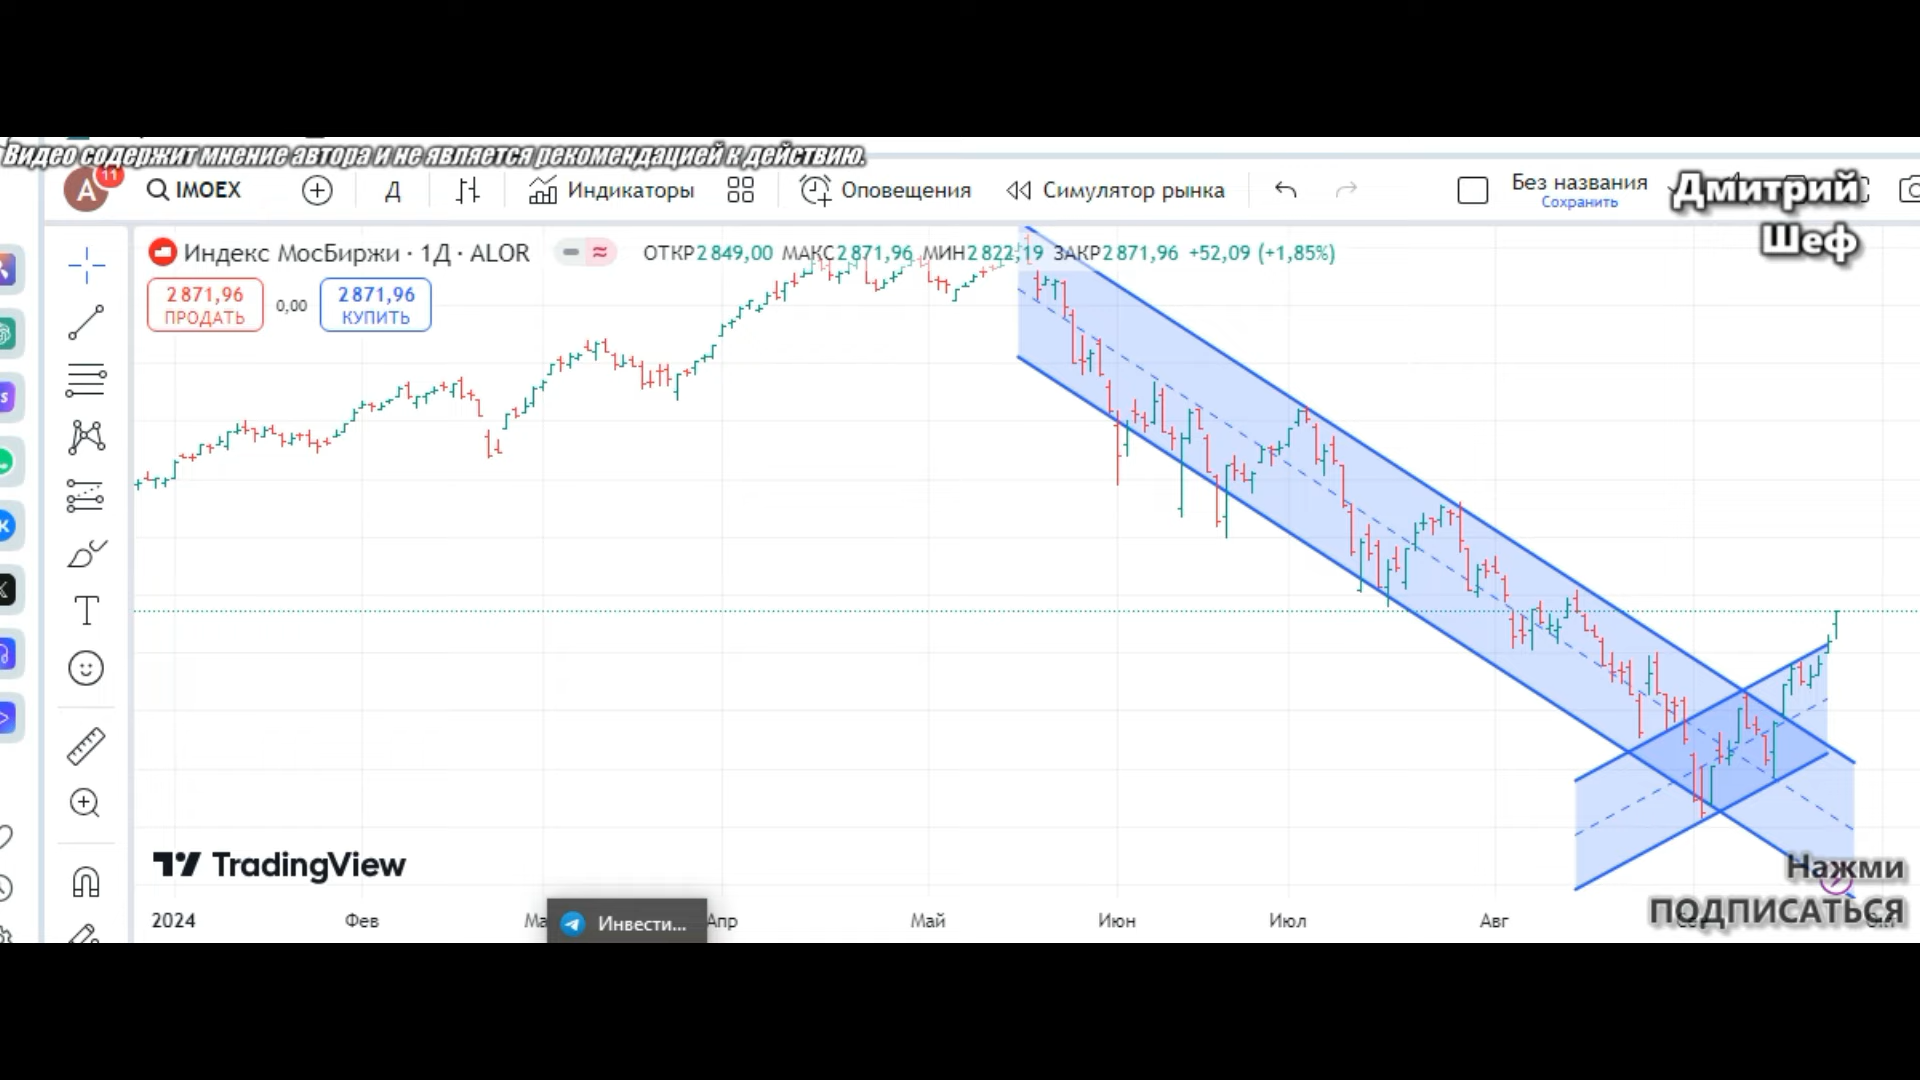 Видео содержит мнение автора и не является рекомендацией к действию.
A 11 IMOEX Д Индикаторы Оповещения Симулятор рынка Без названия
Сохранить
Дмитрий
Шеф
Индекс МосБиржи · 1Д · ALOR ОТКР2 849,00 МАКС2 871,96 МИН2 822,19 ЗАКР2 871,96 +52,09 (+1,85%)
2 871,96 0,00 2 871,96
ПРОДАТЬ КУПИТЬ
TradingView
Нажми
ПОДПИСАТЬСЯ
2024 Фев Апр Май Июн Июл Авг
Инвести...